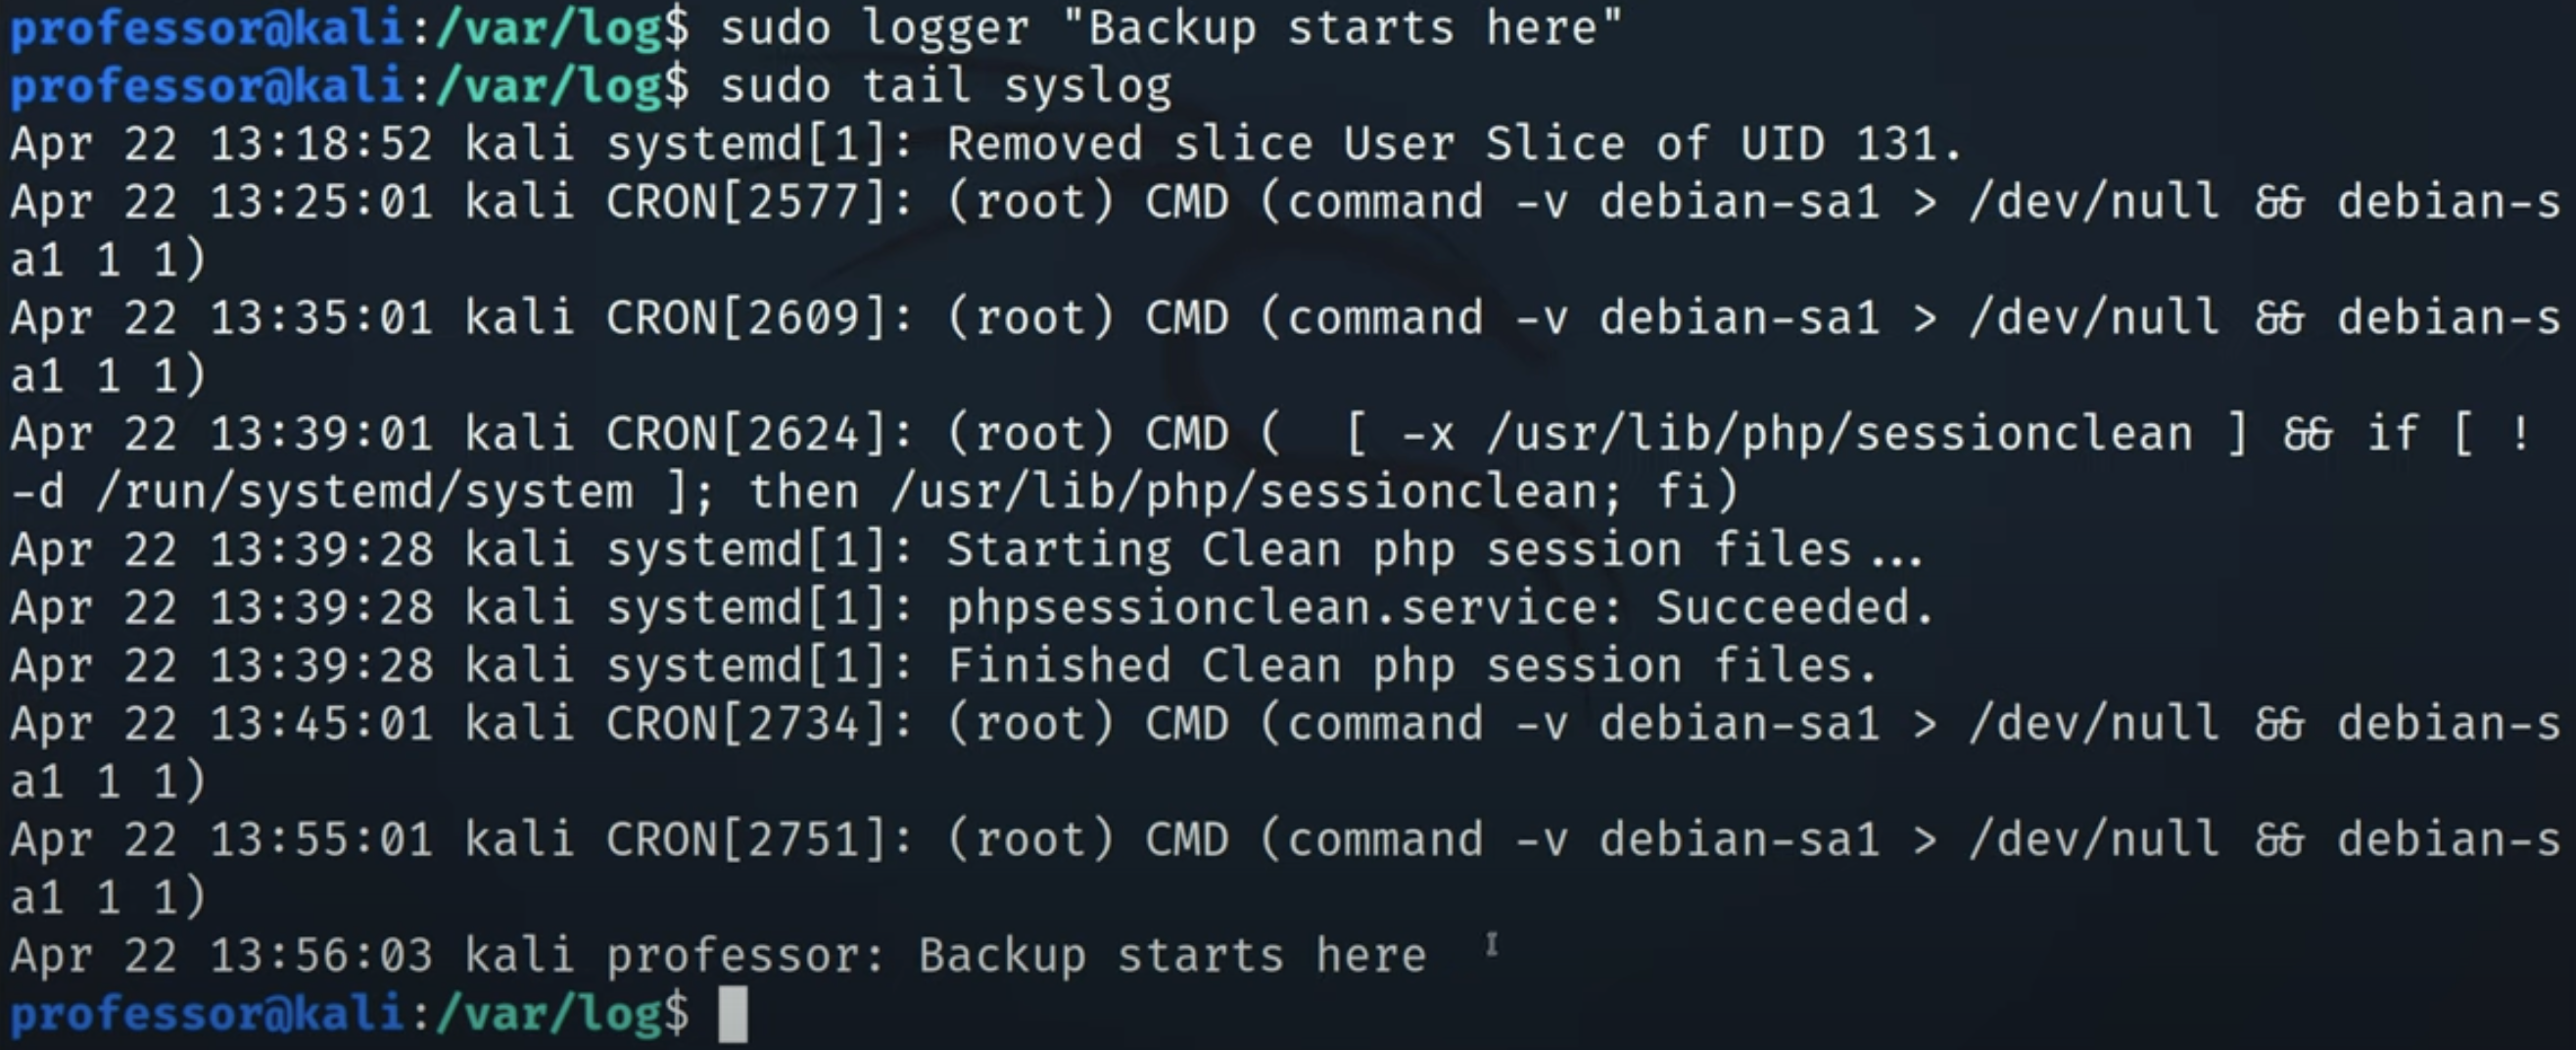 professor@kali:/var/log$ sudo logger "Backup starts here"
professor@kali:/var/log$ sudo tail syslog
Apr 22 13:18:52 kali systemd[1]: Removed slice User Slice of UID 131.
Apr 22 13:25:01 kali CRON[2577]: (root) CMD (command -v debian-sa1 > /dev/null && debian-s
a1 1 1)
Apr 22 13:35:01 kali CRON[2609]: (root) CMD (command -v debian-sa1 > /dev/null && debian-s
a1 1 1)
Apr 22 13:39:01 kali CRON[2624]: (root) CMD (  [ -x /usr/lib/php/sessionclean ] && if [ !
-d /run/systemd/system ]; then /usr/lib/php/sessionclean; fi)
Apr 22 13:39:28 kali systemd[1]: Starting Clean php session files...
Apr 22 13:39:28 kali systemd[1]: phpsessionclean.service: Succeeded.
Apr 22 13:39:28 kali systemd[1]: Finished Clean php session files.
Apr 22 13:45:01 kali CRON[2734]: (root) CMD (command -v debian-sa1 > /dev/null && debian-s
a1 1 1)
Apr 22 13:55:01 kali CRON[2751]: (root) CMD (command -v debian-sa1 > /dev/null && debian-s
a1 1 1)
Apr 22 13:56:03 kali professor: Backup starts here
professor@kali:/var/log$